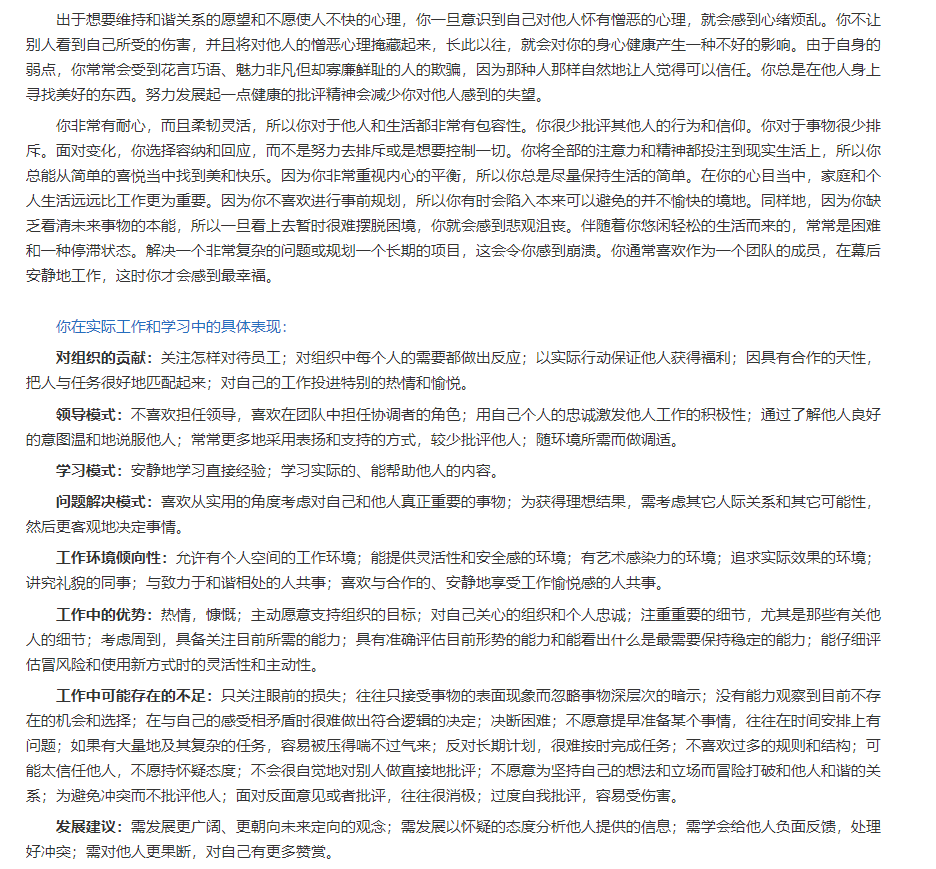 出于想要维持和谐关系的愿望和不愿使人不快的心理，你一旦意识到自己对他人怀有憎恶的心理，就会感到心绪烦乱。你不让
别人看到自己所受的伤害，并且将对他人的憎恶心理掩藏起来，长此以往，就会对你的身心健康产生一种不好的影响。由于自身的
弱点，你常常会受到花言巧语、魅力非凡但却寡廉鲜耻的人的欺骗，因为那种人那样自然地让人觉得可以信任。你总是在他人身上
寻找美好的东西。努力发展起一点健康的批评精神会减少你对他人感到的失望。
你非常有耐心，而且柔韧灵活，所以你对于他人和生活都非常有包容性。你很少批评其他人的行为和信仰。你对于事物很少排
斥。面对变化，你选择容纳和回应，而不是努力去排斥或是想要控制一切。你将全部的注意力和精神都投注到现实生活上，所以你
总能从简单的喜悦当中找到美和快乐。因为你非常重视内心的平衡，所以你总是尽量保持生活的简单。在你的心目当中，家庭和个
人生活远远比工作更为重要。因为你不喜欢进行事前规划，所以你有时会陷入本来可以避免的并不愉快的境地。同样地，因为你缺
乏看清未来事物的本能，所以一旦看上去暂时很难摆脱困境，你就会感到悲观沮丧。伴随着你悠闲轻松的生活而来的，常常是困难
和一种停滞状态。解决一个非常复杂的问题或规划一个长期的项目，这会令你感到崩溃。你通常喜欢作为一个团队的成员，在幕后
安静地工作，这时你才会感到最幸福。
你在实际工作和学习中的具体表现：
对组织的贡献：关注怎样对待员工；对组织中每个人的需要都做出反应；以实际行动保证他人获得福利；因具有合作的天性，
把人与任务很好地匹配起来；对自己的工作投进特别的热情和愉悦。
领导模式：不喜欢担任领导，喜欢在团队中担任协调者的角色；用自己个人的忠诚激发他人工作的积极性；通过了解他人良好
的意图温和地说服他人；常常更多地采用表扬和支持的方式，较少批评他人；随环境所需而做调适。
学习模式：安静地学习直接经验；学习实际的、能帮助他人的内容。
问题解决模式：喜欢从实用的角度考虑对自己和他人真正重要的事物；为获得理想结果，需考虑其它人际关系和其它可能性，
然后更客观地决定事情。
工作环境倾向性：允许有个人空间的工作环境；能提供灵活性和安全感的环境；有艺术感染力的环境；追求实际效果的环境；
讲究礼貌的同事；与致力于和谐相处的人共事；喜欢与合作的、安静地享受工作愉悦感的人共事。
工作中的优势：热情，慷慨；主动愿意支持组织的目标；对自己关心的组织和个人忠诚；注重重要的细节，尤其是那些有关他
人的细节；考虑周到，具备关注目前所需的能力；具有准确评估目前形势的能力和能看出什么是最需要保持稳定的能力；能仔细评
估冒风险和使用新方式时的灵活性和主动性。
工作中可能存在的不足：只关注眼前的损失；往往只接受事物的表面现象而忽略事物深层次的暗示；没有能力观察到目前不存
在的机会和选择；在与自己的感受相矛盾时很难做出符合逻辑的决定；决断困难；不愿意提早准备某个事情，往往在时间安排上有
问题；如果有大量地及其复杂的任务，容易被压得喘不过气来；反对长期计划，很难按时完成任务；不喜欢过多的规则和结构；可
能太信任他人，不愿持怀疑态度；不会很自觉地对别人做直接地批评；不愿意为坚持自己的想法和立场而冒险打破和他人和谐的关
系；为避免冲突而不批评他人；面对反面意见或者批评，往往很消极；过度自我批评，容易受伤害。
发展建议：需发展更广阔、更朝向未来定向的观念；需发展以怀疑的态度分析他人提供的信息；需学会给他人负面反馈，处理
好冲突；需对他人更果断，对自己有更多赞赏。